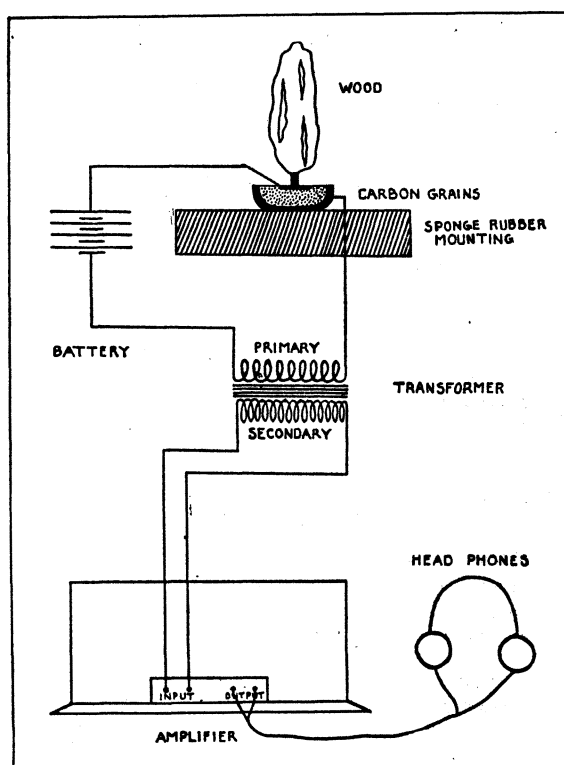 WOOD
CARBON GRAINS
SPONGE RUBBER
MOUNTING
BATTERY
PRIMARY
TRANSFORMER
SECONDARY
HEAD PHONES
INPUT
OUTPUT
AMPLIFIER